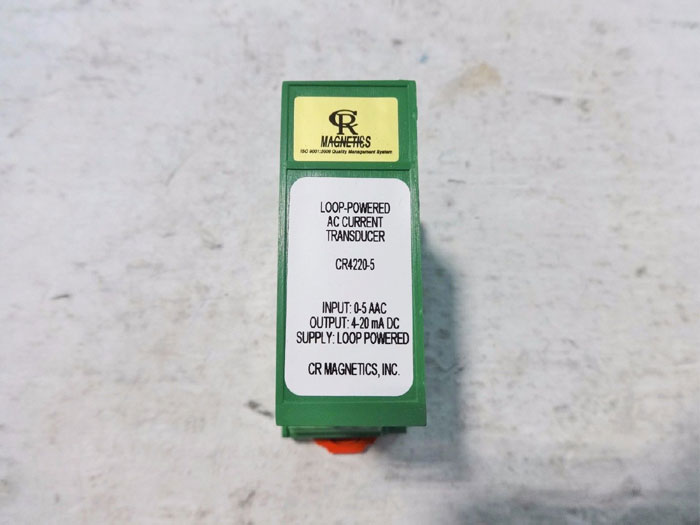 CR
MAGNETICS
ISO 9001:2008 Quality Management System
LOOP-POWERED
AC CURRENT
TRANSDUCER
CR4220-5
INPUT: 0-5 AAC
OUTPUT: 4-20 mA DC
SUPPLY: LOOP POWERED
CR MAGNETICS, INC.